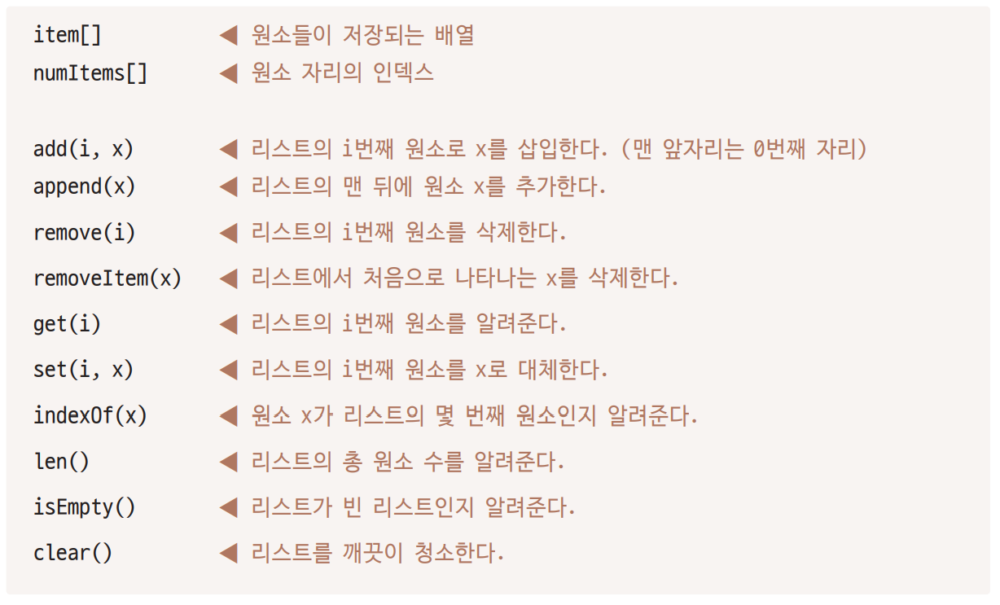 item[] ◀ 원소들이 저장되는 배열
numItems[] ◀ 원소 자리의 인덱스
add(i, x) ◀ 리스트의 i번째 원소로 x를 삽입한다. (맨 앞자리는 0번째 자리)
append(x) ◀ 리스트의 맨 뒤에 원소 x를 추가한다.
remove(i) ◀ 리스트의 i번째 원소를 삭제한다.
removeItem(x) ◀ 리스트에서 처음으로 나타나는 x를 삭제한다.
get(i) ◀ 리스트의 i번째 원소를 알려준다.
set(i, x) ◀ 리스트의 i번째 원소를 x로 대체한다.
indexOf(x) ◀ 원소 x가 리스트의 몇 번째 원소인지 알려준다.
len() ◀ 리스트의 총 원소 수를 알려준다.
isEmpty() ◀ 리스트가 빈 리스트인지 알려준다.
clear() ◀ 리스트를 깨끗이 청소한다.